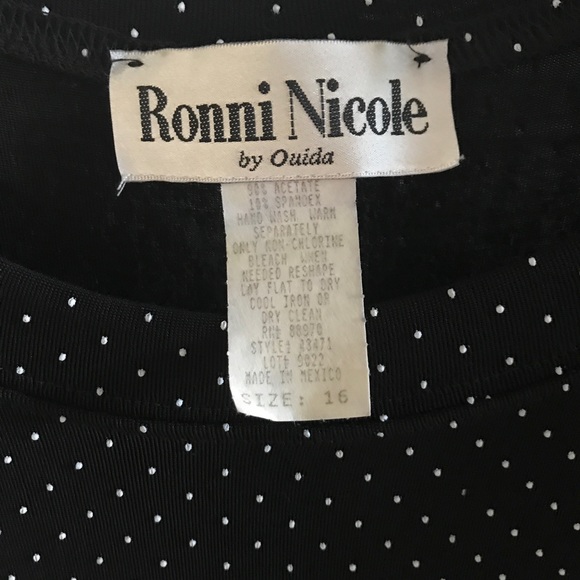 Ronni Nicole
by Ouida
90% ACETATE
10% SPANDEX
HAND WASH WARM
SEPARATELY
ONLY NON-CHLORINE
BLEACH WHEN
NEEDED RESHAPE
LAY FLAT TO DRY
COOL IRON OR
DRY CLEAN
RN# 88970
STYLE# 43471
LOT# 9022
MADE IN MEXICO
SIZE: 16